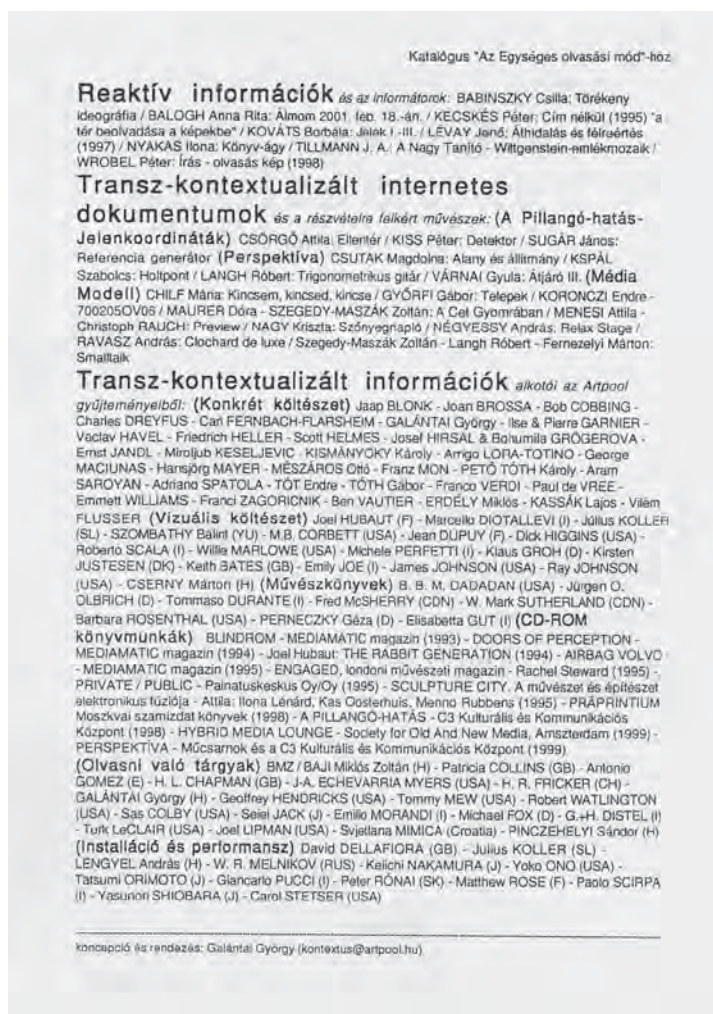 Katalógus "Az Egységes olvasási mód"-hoz
Reaktív információk és az informátorok: BABINSZKY Csilla: Törékeny
ideográfia / BALOGH Anna Rita: Álmom 2001. feb. 18.-án. / KECSKÉS Péter: Cím nélkül (1995) "a
tér beolvadása a képekbe" / KOVÁTS Borbála: Jelek I.-III. / LÉVAY Jenő: Áthidalás és félreértés
(1997) / NYAKAS Ilona: Könyv-ágy / TILLMANN J. A.: A Nagy Tanító - Wittgenstein-emlékmozaik /
WROBEL Péter: Írás - olvasás kép (1998)
Transz-kontextualizált internetes
dokumentumok és a részvételre felkért művészek: (A Pillangó-hatás-
Jelenkoordináták) CSÖRGŐ Attila: Ellentér / KISS Péter: Detektor / SUGÁR János:
Referencia generátor (Perspektíva) CSUTAK Magdolna: Alany és állítmány / KSPÁL
Szabolcs: Holtpont / LANGH Róbert: Trigonometrikus gitár / VÁRNAI Gyula: Átjáró III. (Média
Modell) CHILF Mária: Kincsem, kincsed, kincse / GYŐRFI Gábor: Telepek / KORONCZI Endre -
700205OV06 / MAURER Dóra - SZEGEDY-MASZÁK Zoltán: A Cet Gyomrában / MENESI Attila -
Christoph RAUCH: Preview / NAGY Kriszta: Szőnyegnapló / NÉGYESSY András: Relax Stage /
RAVASZ András: Clochard de luxe / Szegedy-Maszák Zoltán - Langh Róbert - Fernezelyi Márton:
Smalltalk
Transz-kontextualizált információk alkotói az Artpool
gyűjteményeiből: (Konkrét költészet) Jaap BLONK - Joan BROSSA - Bob COBBING -
Charles DREYFUS - Carl FERNBACH-FLARSHEIM - GALÁNTAI György - Ilse & Pierre GARNIER -
Vaclav HAVEL - Friedrich HELLER - Scott HELMES - Josef HIRSAL & Bohumila GRÖGEROVA -
Ernst JANDL - Miroljub KESELJEVIC - KISMÁNYOKY Károly - Arrigo LORA-TOTINO - George
MACIUNAS - Hansjörg MAYER - MÉSZÁROS Ottó - Franz MON - PETŐ TÓTH Károly - Aram
SAROYAN - Adriano SPATOLA - TÓT Endre - TÓTH Gábor - Franco VERDI - Paul de VREE -
Emmett WILLIAMS - Franci ZAGORICNIK - Ben VAUTIER - ERDÉLY Miklós - KASSÁK Lajos - Vilém
FLUSSER (Vizuális költészet) Joel HUBAUT (F) - Marcello DIOTALLEVI (I) - Július KOLLER
(SL) - SZOMBATHY Bálint (YU) - M.B. CORBETT (USA) - Jean DUPUY (F) - Dick HIGGINS (USA) -
Roberto SCALA (I) - Willie MARLOWE (USA) - Michele PERFETTI (I) - Klaus GROH (D) - Kirsten
JUSTESEN (DK) - Keith BATES (GB) - Emily JOE (I) - James JOHNSON (USA) - Ray JOHNSON
(USA) - CSERNY Márton (H) (Művészkönyvek) B. B. M. DADADAN (USA) - Jürgen O.
OLBRICH (D) - Tommaso DURANTE (I) - Fred McSHERRY (CDN) - W. Mark SUTHERLAND (CDN) -
Barbara ROSENTHAL (USA) - PERNECZKY Géza (D) - Elisabetta GUT (I) (CD-ROM
könyvmunkák) BLINDROM - MEDIAMATIC magazin (1993) - DOORS OF PERCEPTION -
MEDIAMATIC magazin (1994) - Joel Hubaut: THE RABBIT GENERATION (1994) - AIRBAG VOLVO
- MEDIAMATIC magazin (1995) - ENGAGED, londoni művészeti magazin - Rachel Steward (1995) -
PRIVATE / PUBLIC - Painatuskeskus Oy/Oy (1995) - SCULPTURE CITY. A művészet és építészet
elektronikus fúziója - Attila: Ilona Lénárd, Kas Oosterhuis, Menno Rubbens (1995) - PRÄPRINTIUM
Moszkvai szamizdat könyvek (1998) - A PILLANGÓ-HATÁS - C3 Kulturális és Kommunikációs
Központ (1998) - HYBRID MEDIA LOUNGE - Society for Old And New Media, Amszterdam (1999) -
PERSPEKTÍVA - Műcsarnok és a C3 Kulturális és Kommunikációs Központ (1999)
(Olvasni való tárgyak) BMZ / BAJI Miklós Zoltán (H) - Patricia COLLINS (GB) - Antonio
GOMEZ (E) - H. L. CHAPMAN (GB) - J-A. ECHEVARRIA MYERS (USA) - H. R. FRICKER (CH) -
GALÁNTAI György (H) - Geoffrey HENDRICKS (USA) - Tommy MEW (USA) - Robert WATLINGTON
(USA) - Sas COLBY (USA) - Seiei JACK (J) - Emilio MORANDI (I) - Michael FOX (D) - G.+H. DISTEL (I)
- Turk LeCLAIR (USA) - Joel LIPMAN (USA) - Svjetlana MIMICA (Croatia) - PINCZEHELYI Sándor (H)
(Installáció és performansz) David DELLAFIORA (GB) - Julius KOLLER (SL) -
LENGYEL András (H) - W. R. MELNIKOV (RUS) - Keiichi NAKAMURA (J) - Yoko ONO (USA) -
Tatsumi ORIMOTO (J) - Giancarlo PUCCI (I) - Peter RÓNAI (SK) - Matthew ROSE (F) - Paolo SCIRPA
(I) - Yasunori SHIOBARA (J) - Carol STETSER (USA)
koncepció és rendezés: Galántai György (kontextus@artpool.hu)